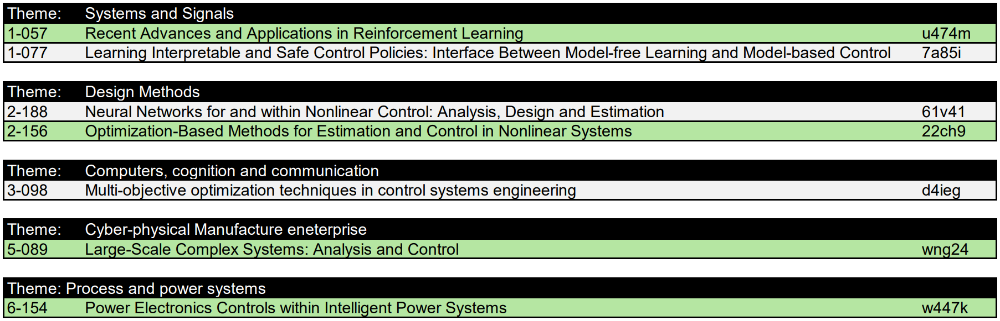 Theme: Systems and Signals
1-057 Recent Advances and Applications in Reinforcement Learning u474m
1-077 Learning Interpretable and Safe Control Policies: Interface Between Model-free Learning and Model-based Control 7a85i
Theme: Design Methods
2-188 Neural Networks for and within Nonlinear Control: Analysis, Design and Estimation 61v41
2-156 Optimization-Based Methods for Estimation and Control in Nonlinear Systems 22ch9
Theme: Computers, cognition and communication
3-098 Multi-objective optimization techniques in control systems engineering d4ieg
Theme: Cyber-physical Manufacture eneterprise
5-089 Large-Scale Complex Systems: Analysis and Control wng24
Theme: Process and power systems
6-154 Power Electronics Controls within Intelligent Power Systems w447k